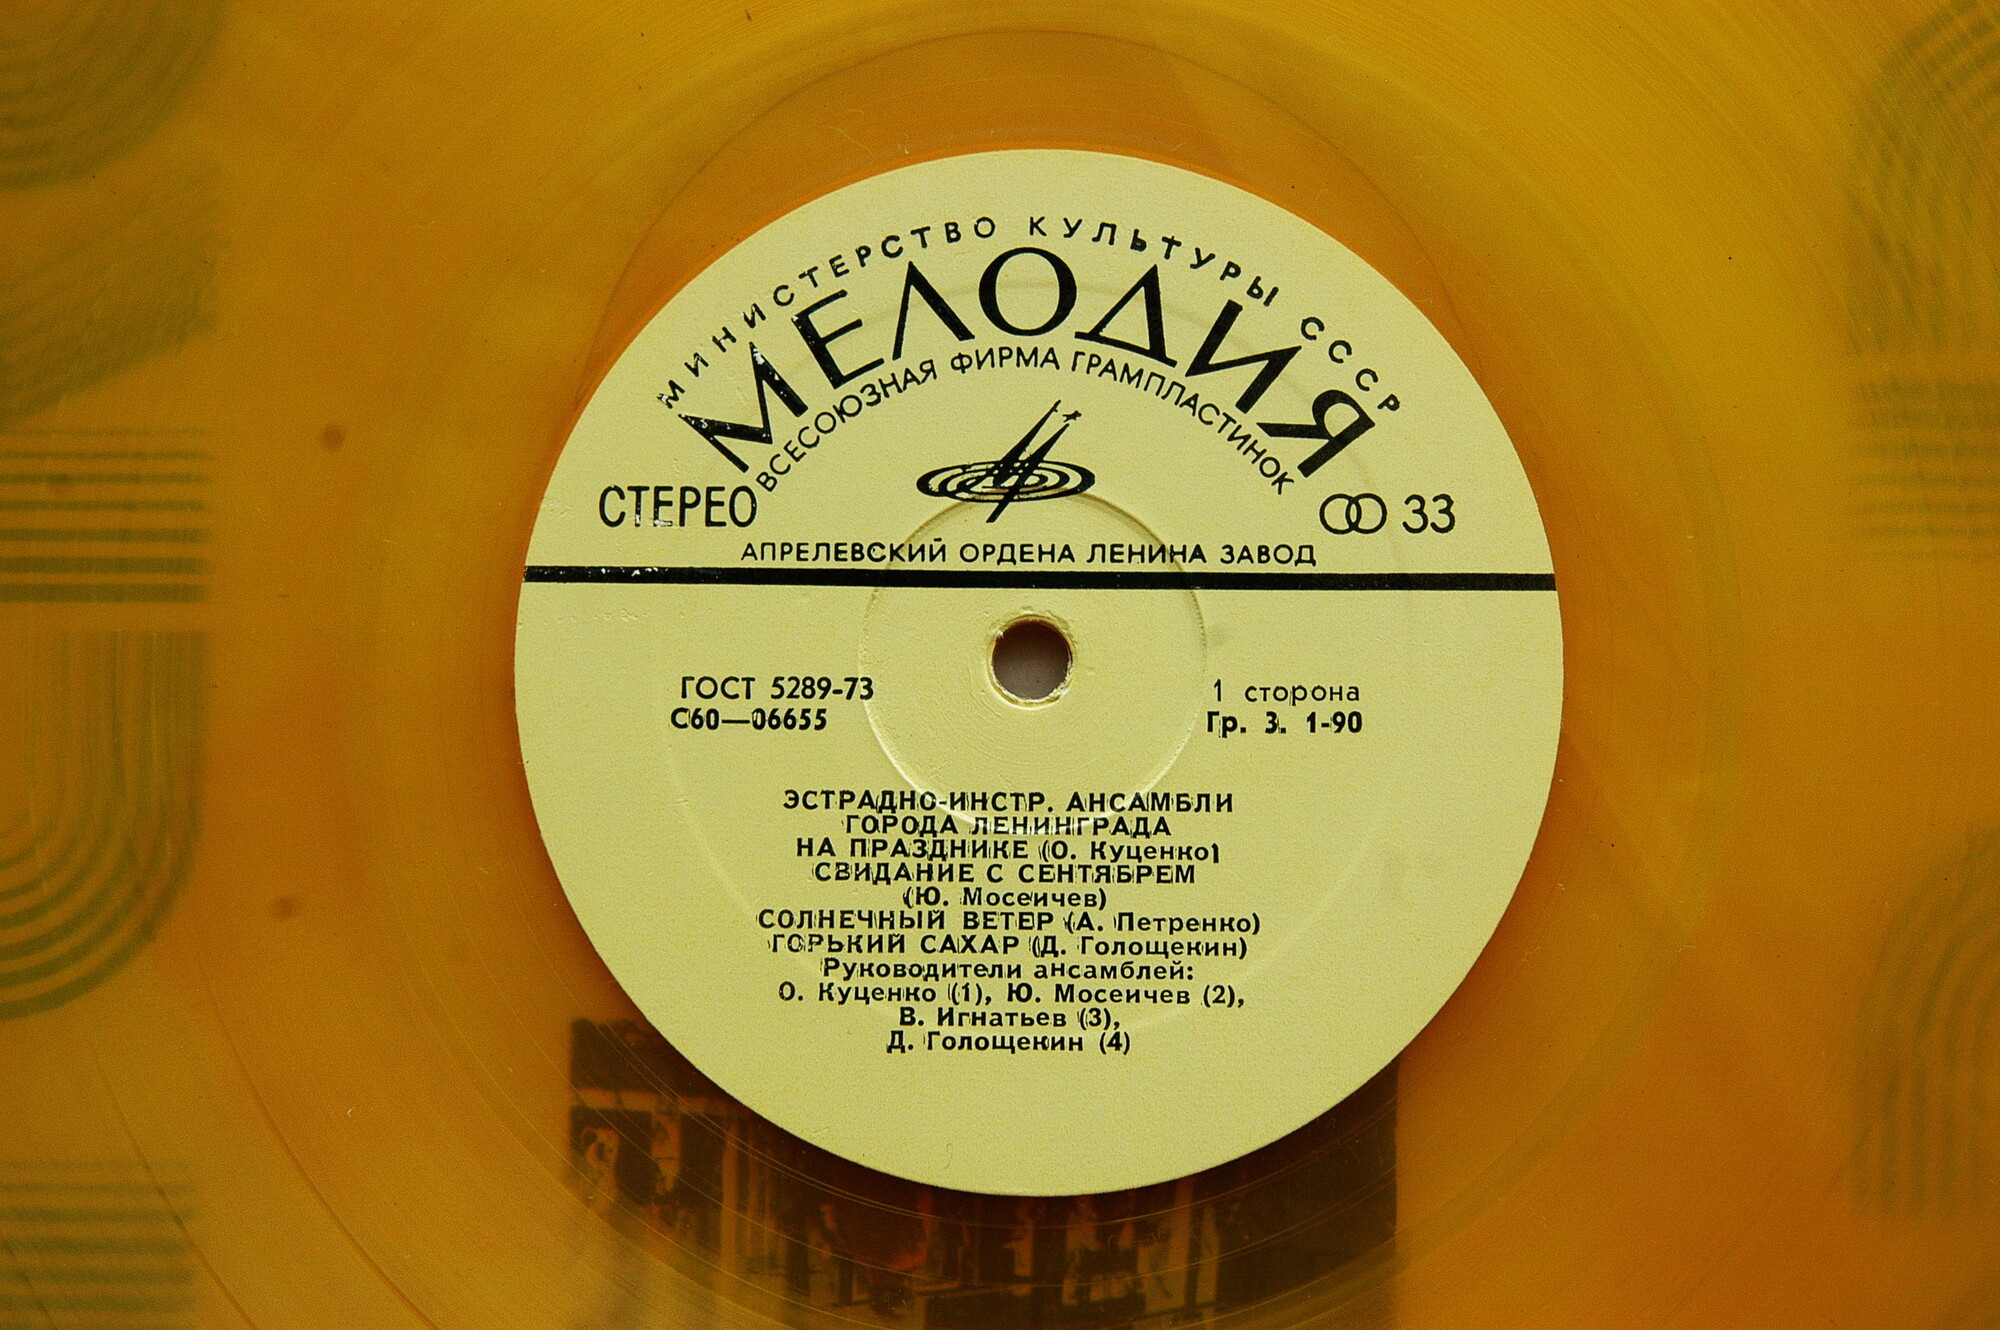 МИНИСТЕРСТВО КУЛЬТУРЫ СССР
МЕЛОДИЯ
ВСЕСОЮЗНАЯ ФИРМА ГРАМПЛАСТИНОК
СТЕРЕО
33
АПРЕЛЕВСКИЙ ОРДЕНА ЛЕНИНА ЗАВОД
ГОСТ 5289-73
С60—06655
1 сторона
Гр. 3. 1-90
ЭСТРАДНО-ИНСТР. АНСАМБЛИ
ГОРОДА ЛЕНИНГРАДА
НА ПРАЗДНИКЕ (О. Куценко)
СВИДАНИЕ С СЕНТЯБРЕМ
(Ю. Мосеичев)
СОЛНЕЧНЫЙ ВЕТЕР (А. Петренко)
ГОРЬКИЙ САХАР (Д. Голощекин)
Руководители ансамблей:
О. Куценко (1), Ю. Мосеичев (2),
В. Игнатьев (3),
Д. Голощекин (4)